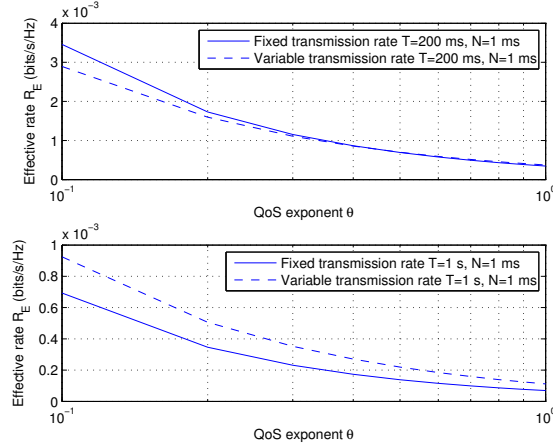 x 10⁻³
4
3
2
1
0
Effective rate R_E (bits/s/Hz)
Fixed transmission rate T=200 ms, N=1 ms
Variable transmission rate T=200 ms, N=1 ms
10⁻¹
10⁰
QoS exponent θ
x 10⁻³
1
0.8
0.6
0.4
0.2
0
Effective rate R_E (bits/s/Hz)
Fixed transmission rate T=1 s, N=1 ms
Variable transmission rate T=1 s, N=1 ms
10⁻¹
10⁰
QoS exponent θ